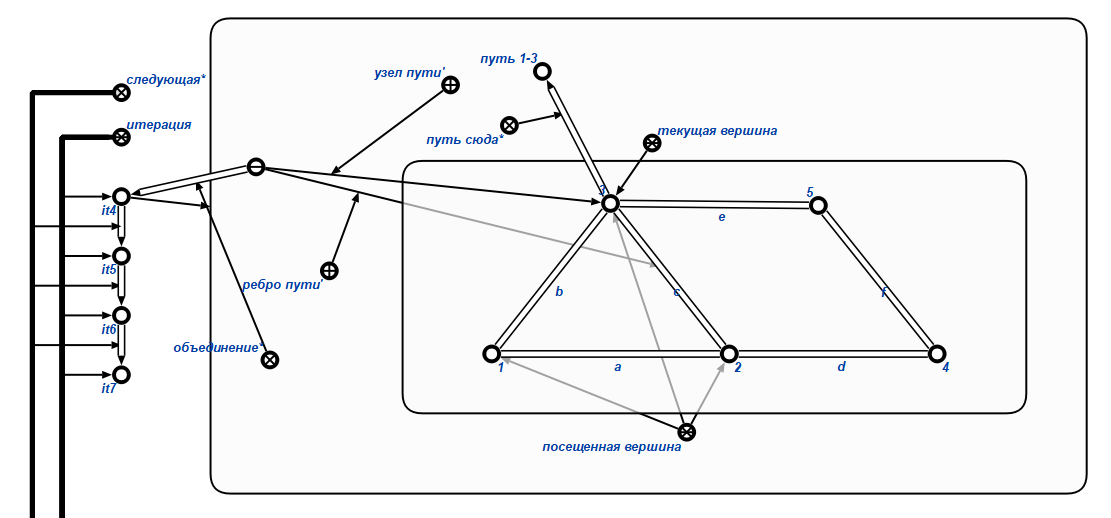 путь 1-3
узел пути'
следующая*
итерация
текущая вершина
путь сюда*
3
5
it4
e
it5
ребро пути'
b
c
f
it6
объединение*
1
a
2
d
4
it7
посещенная вершина